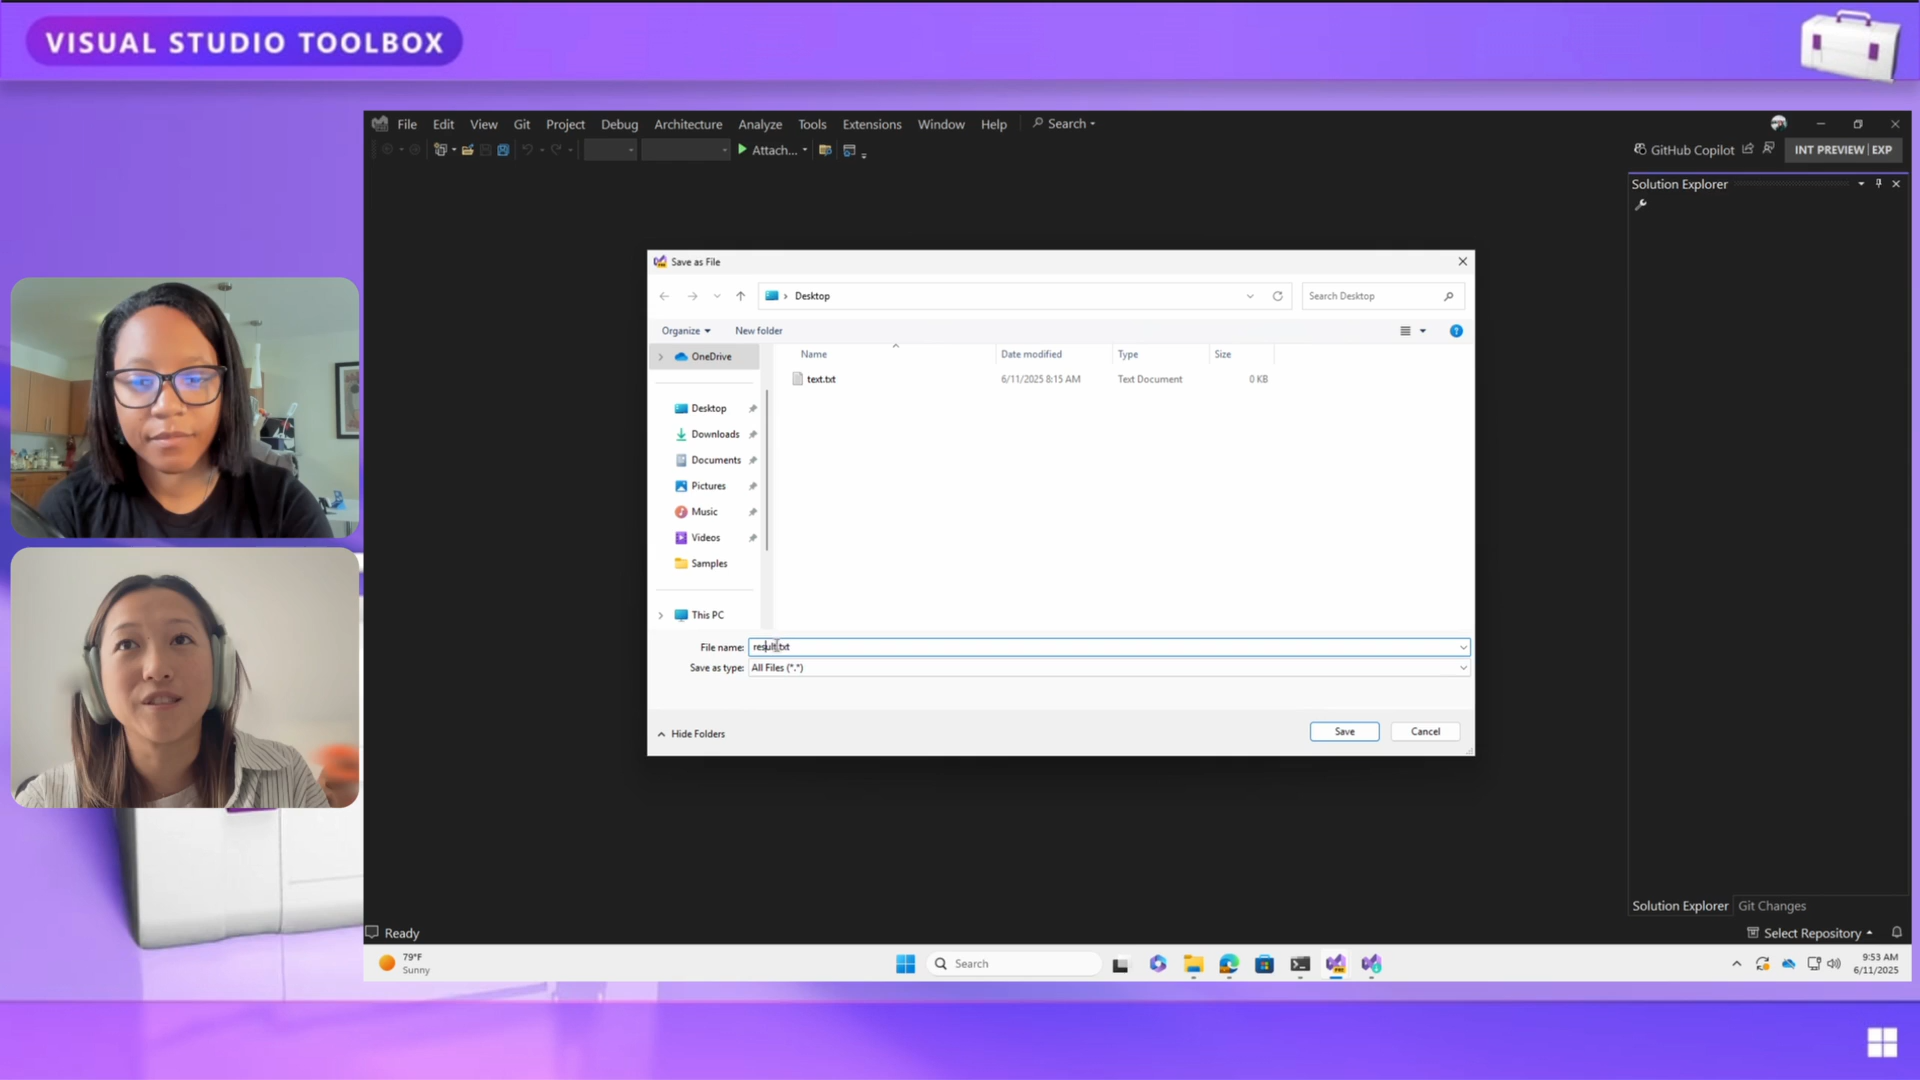 VISUAL STUDIO TOOLBOX
File Edit View Git Project Debug Architecture Analyze Tools Extensions Window Help Search
Attach...
GitHub Copilot
INT PREVIEW | EXP
Solution Explorer
Save as File
Desktop
Search Desktop
Organize
New folder
OneDrive
Name Date modified Type Size
text.txt 6/11/2025 8:15 AM Text Document 0 KB
Desktop
Downloads
Documents
Pictures
Music
Videos
Samples
This PC
File name: result.txt
Save as type: All Files (*.*)
Hide Folders
Save
Cancel
Solution Explorer Git Changes
Ready
Select Repository
79°F
Sunny
Search
9:53 AM
6/11/2025